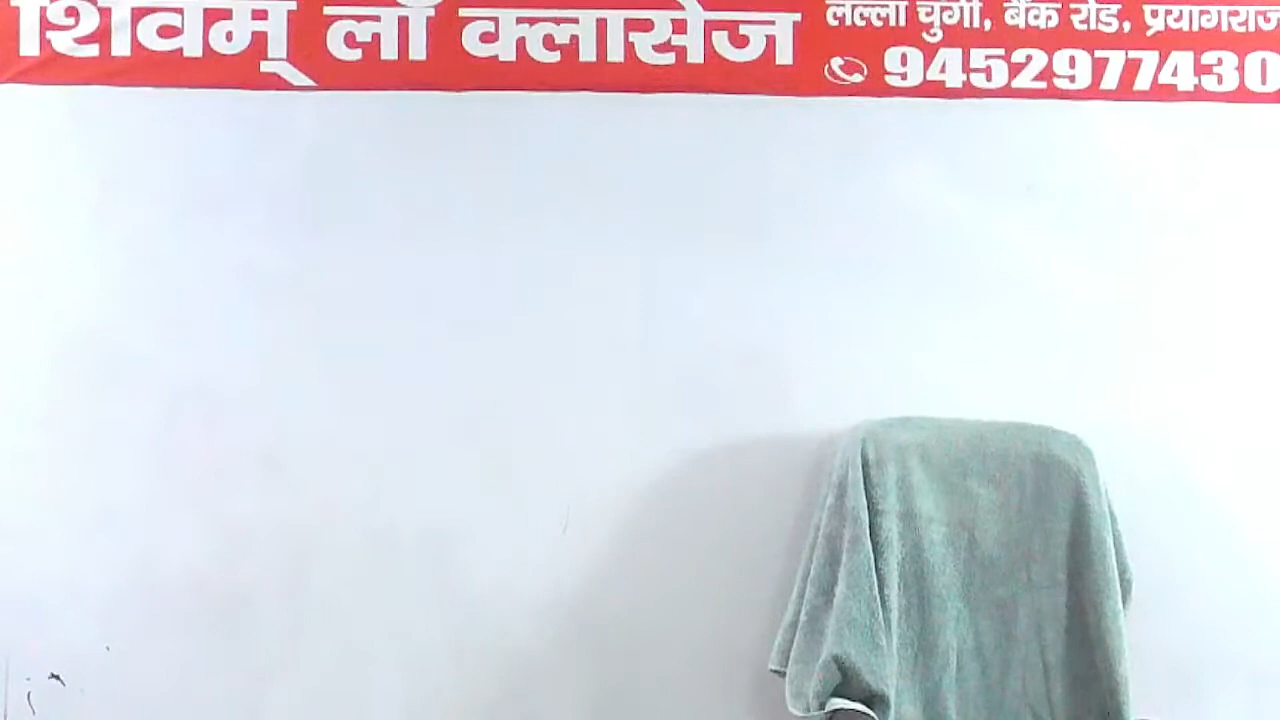 शिवम् लॉ क्लासेज
लल्ला चुंगी, बैंक रोड, प्रयागराज
9452977430